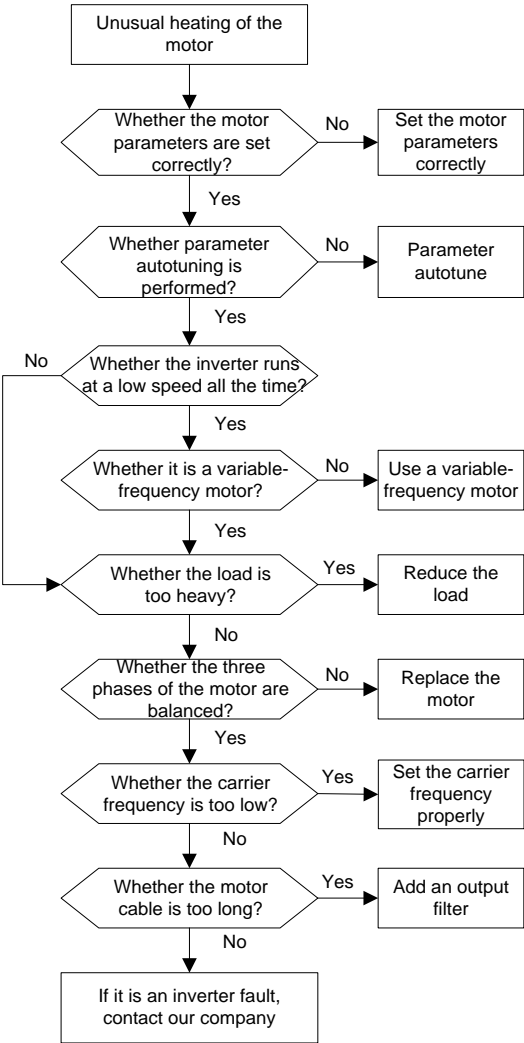 Unusual heating of the
motor
Whether the motor
parameters are set
correctly?
No
Set the motor
parameters
correctly
Yes
Whether parameter
autotuning is
performed?
No
Parameter
autotune
Yes
No
Whether the inverter runs
at a low speed all the time?
Yes
Whether it is a variable-
frequency motor?
No
Use a variable-
frequency motor
Yes
Whether the load is
too heavy?
Yes
Reduce the
load
No
Whether the three
phases of the motor are
balanced?
No
Replace the
motor
Yes
Whether the carrier
frequency is too low?
Yes
Set the carrier
frequency
properly
No
Whether the motor
cable is too long?
Yes
Add an output
filter
No
If it is an inverter fault,
contact our company